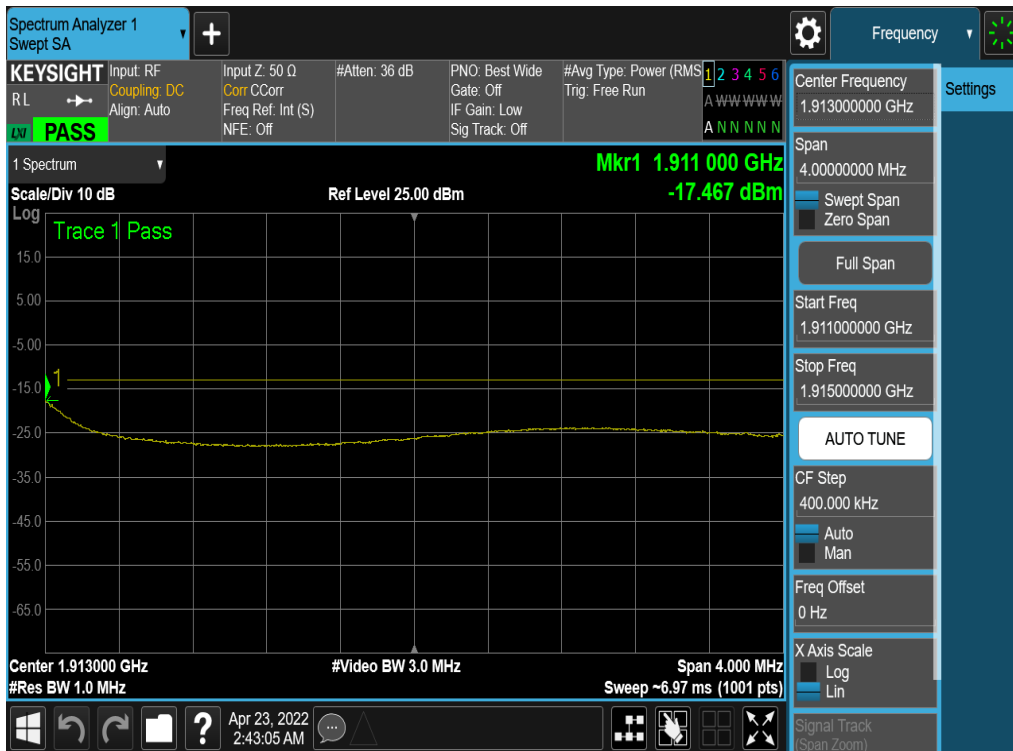 Spectrum Analyzer 1
Swept SA
+
Frequency
KEYSIGHT
R L
LXI
PASS
Input: RF
Coupling: DC
Align: Auto
Input Z: 50 Ω
Corr CCorr
Freq Ref: Int (S)
NFE: Off
#Atten: 36 dB
PNO: Best Wide
Gate: Off
IF Gain: Low
Sig Track: Off
#Avg Type: Power (RMS
Trig: Free Run
1 2 3 4 5 6
A W W W W W
A N N N N N
1 Spectrum
Scale/Div 10 dB
Ref Level 25.00 dBm
Mkr1 1.911 000 GHz
-17.467 dBm
Log
Trace 1 Pass
15.0
5.00
-5.00
1
-15.0
-25.0
-35.0
-45.0
-55.0
-65.0
Center 1.913000 GHz
#Video BW 3.0 MHz
Span 4.000 MHz
#Res BW 1.0 MHz
Sweep ~6.97 ms (1001 pts)
Center Frequency
1.913000000 GHz
Settings
Span
4.00000000 MHz
Swept Span
Zero Span
Full Span
Start Freq
1.911000000 GHz
Stop Freq
1.915000000 GHz
AUTO TUNE
CF Step
400.000 kHz
Auto
Man
Freq Offset
0 Hz
X Axis Scale
Log
Lin
Signal Track
(Span Zoom)
?
Apr 23, 2022
2:43:05 AM